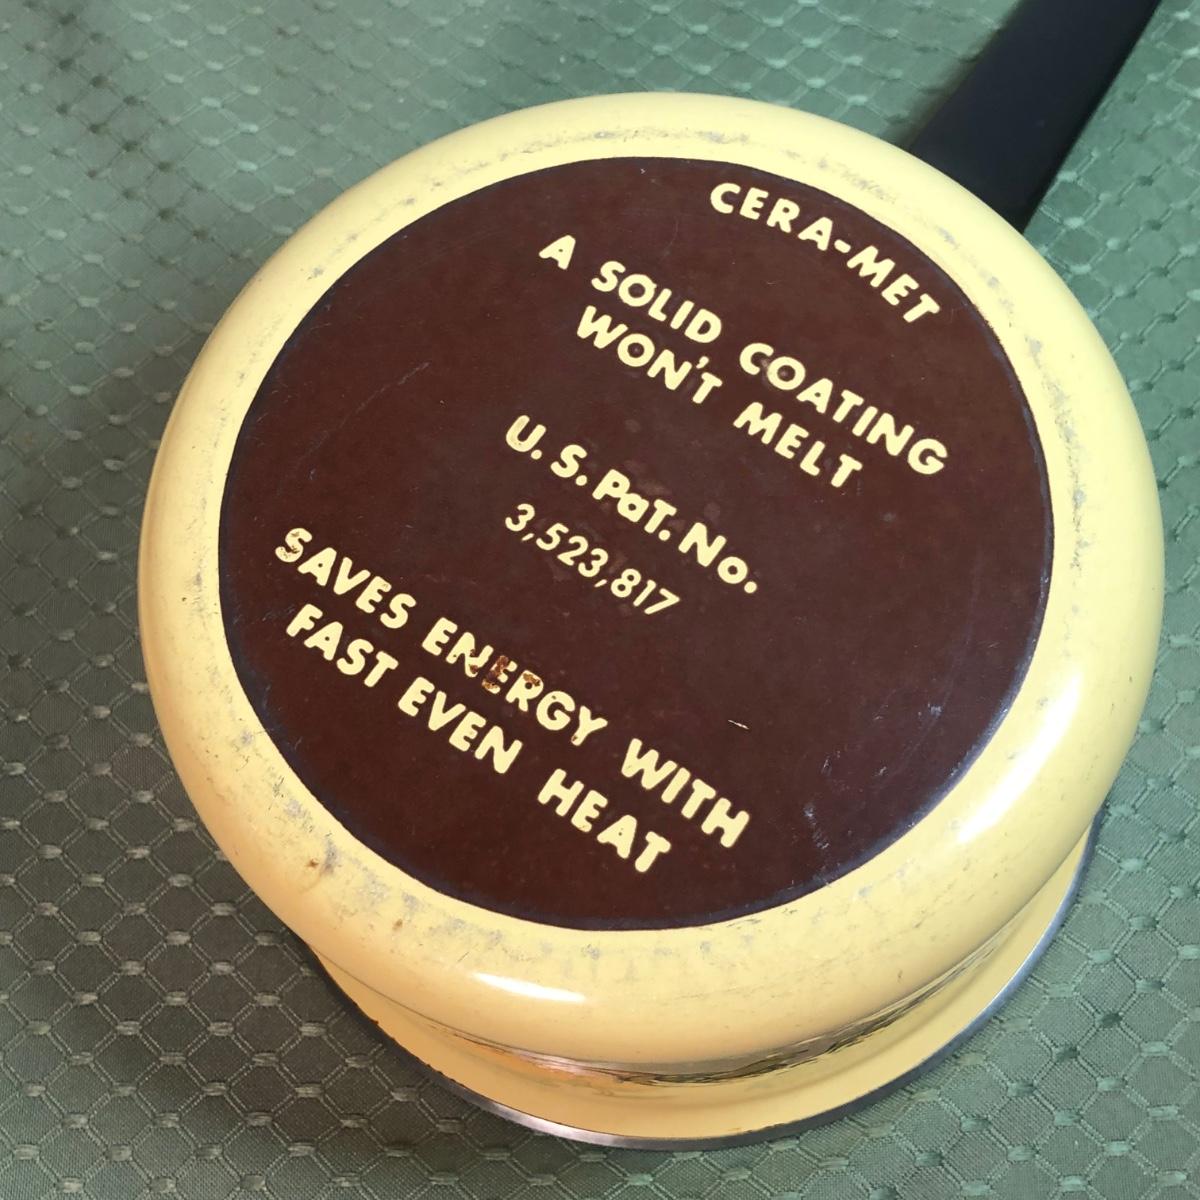 CERA-MET
A SOLID COATING
WON'T MELT
U.S. PaT. No.
3,523,817
SAVES ENERGY WITH
FAST EVEN HEAT